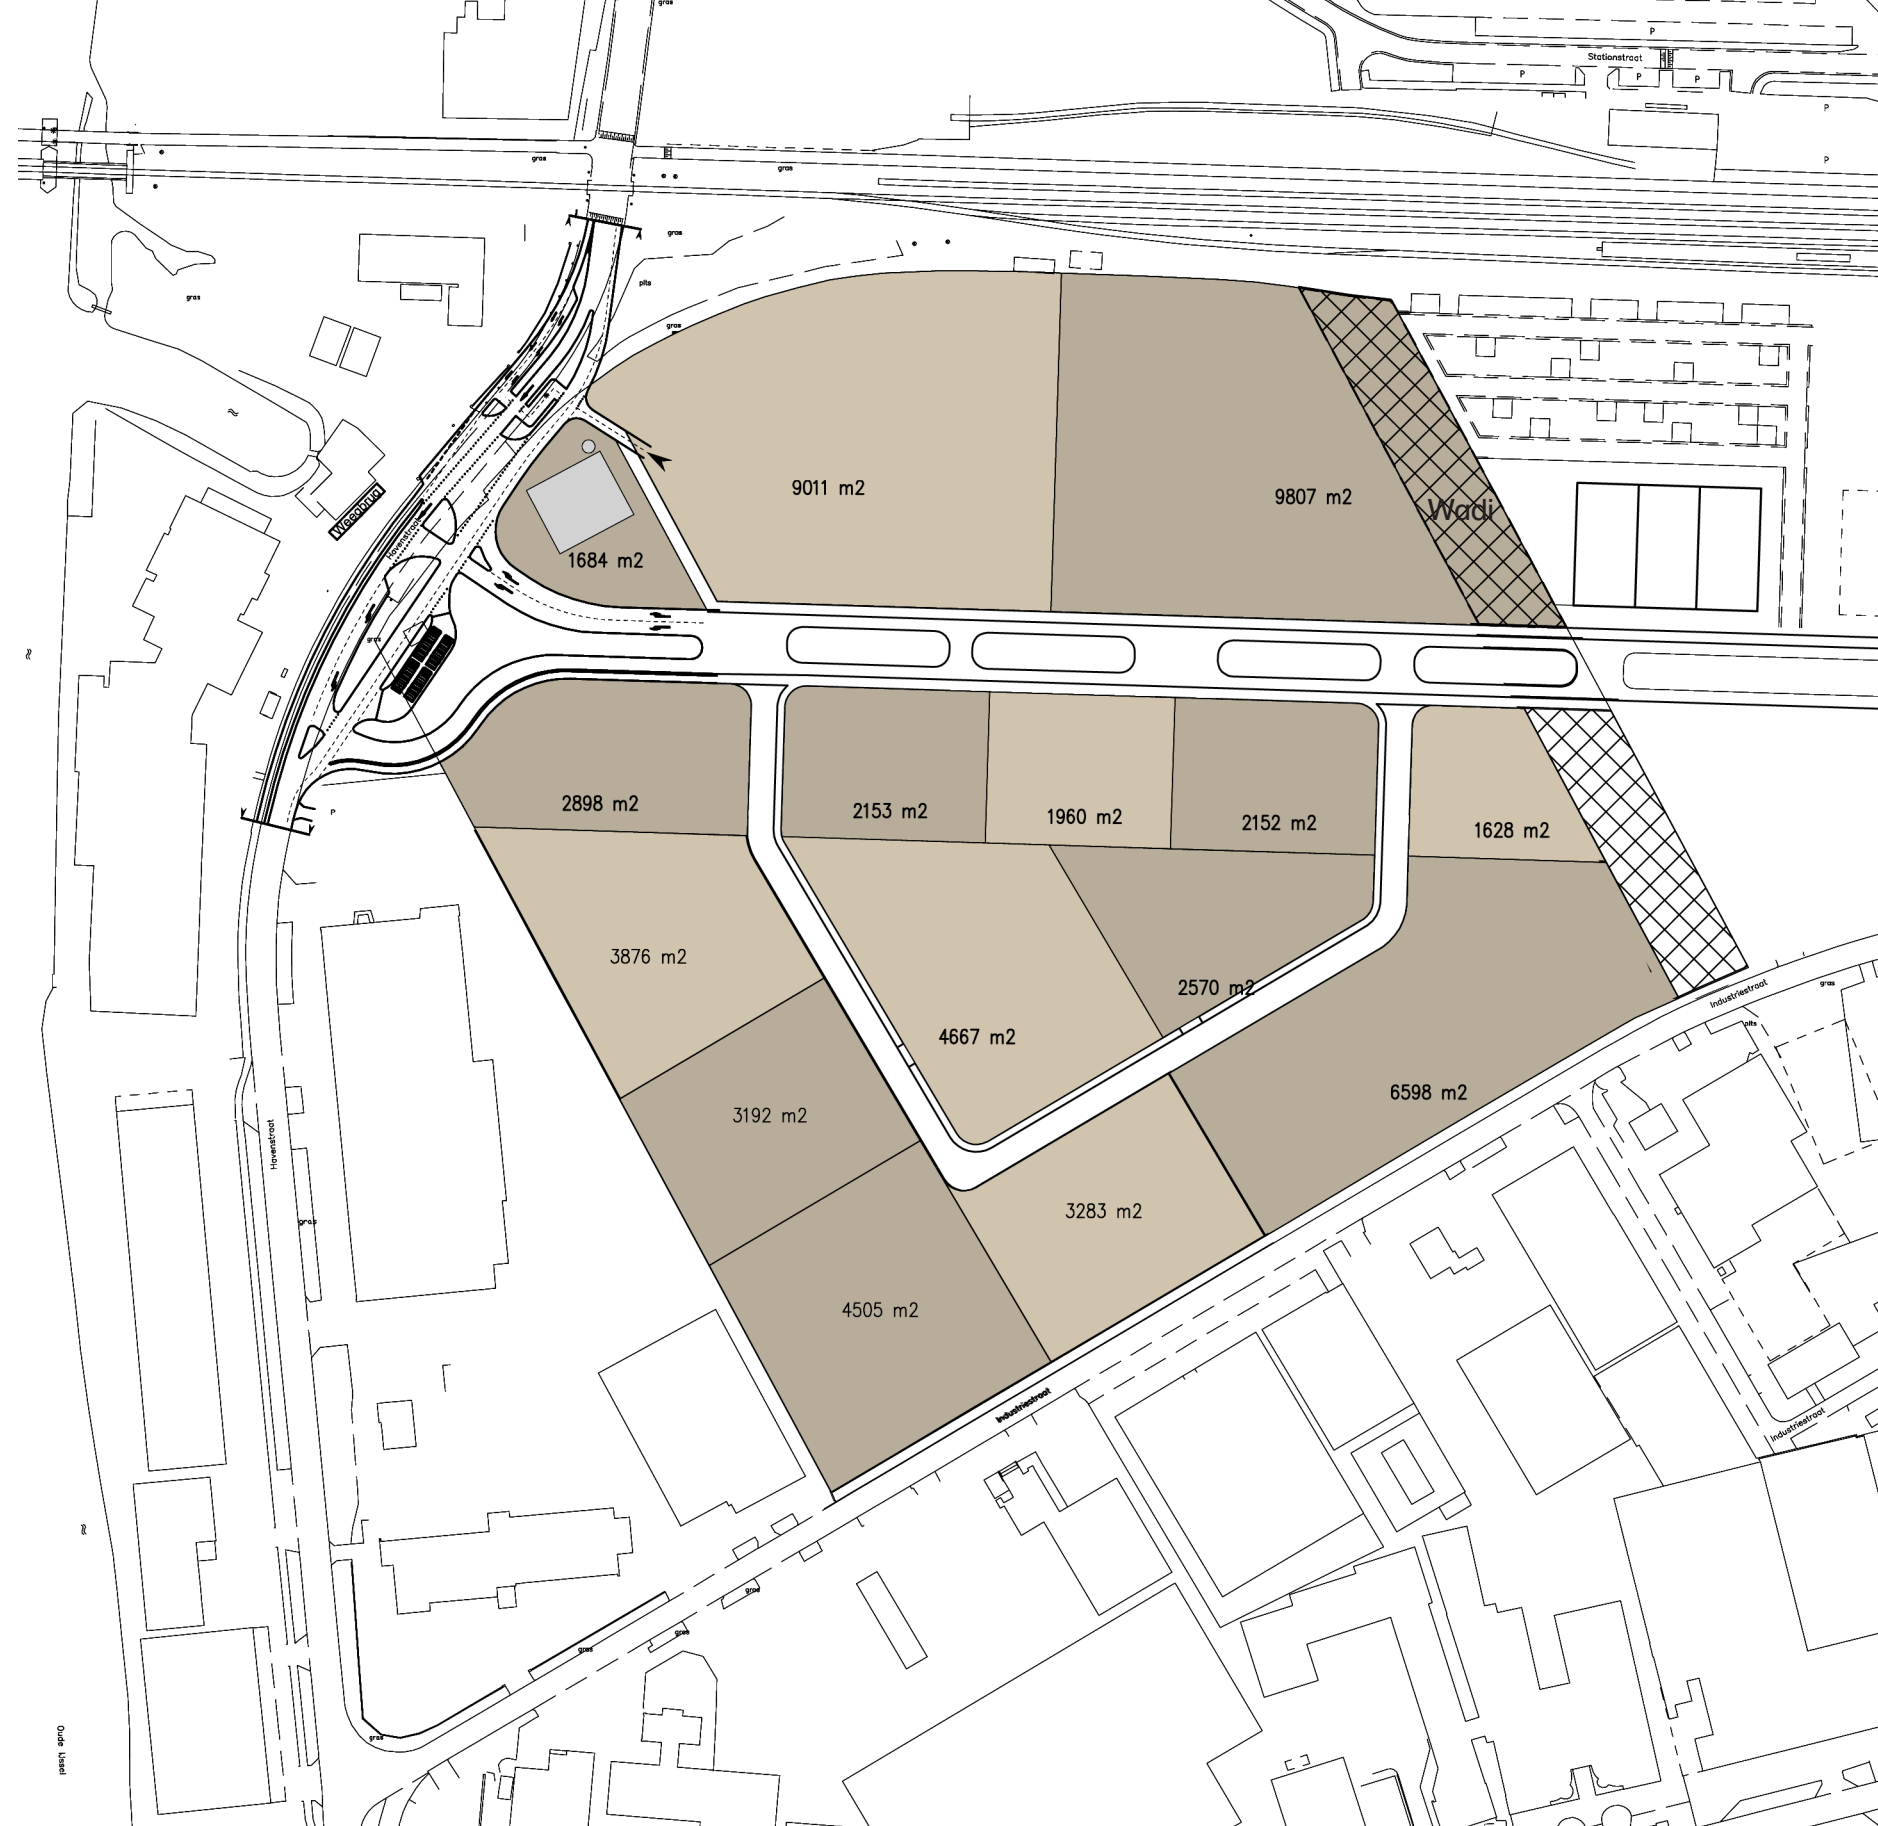 gras
P
Stationstraat
P
P
P
P
gras
gras
P
gras
plts
gras
gras
9011 m2
9807 m2
Wadi
Weegbrug
Havenstraat
1684 m2
gras
2898 m2
2153 m2
1960 m2
2152 m2
1628 m2
P
3876 m2
2570 m2
Industriestraat
gras
plts
4667 m2
6598 m2
3192 m2
Havenstraat
gras
3283 m2
4505 m2
Industriestraat
Industriestraat
gras
gras
gras
gras
Oude IJssel